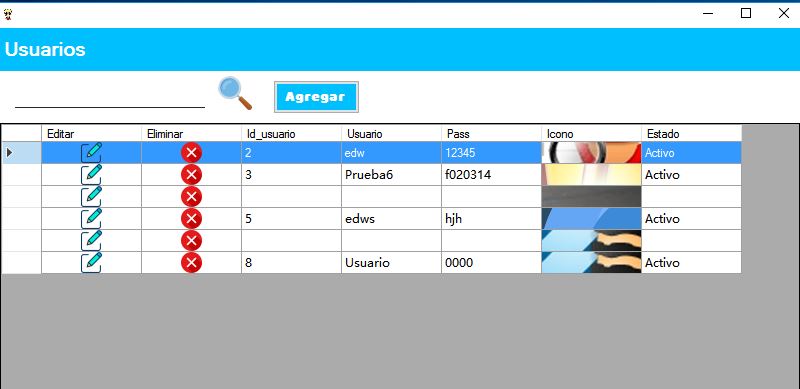 Usuarios
Agregar
Editar Eliminar Id_usuario Usuario Pass Icono Estado
2 edw 12345 Activo
3 Prueba6 f020314 Activo
5 edws hjh Activo
8 Usuario 0000 Activo